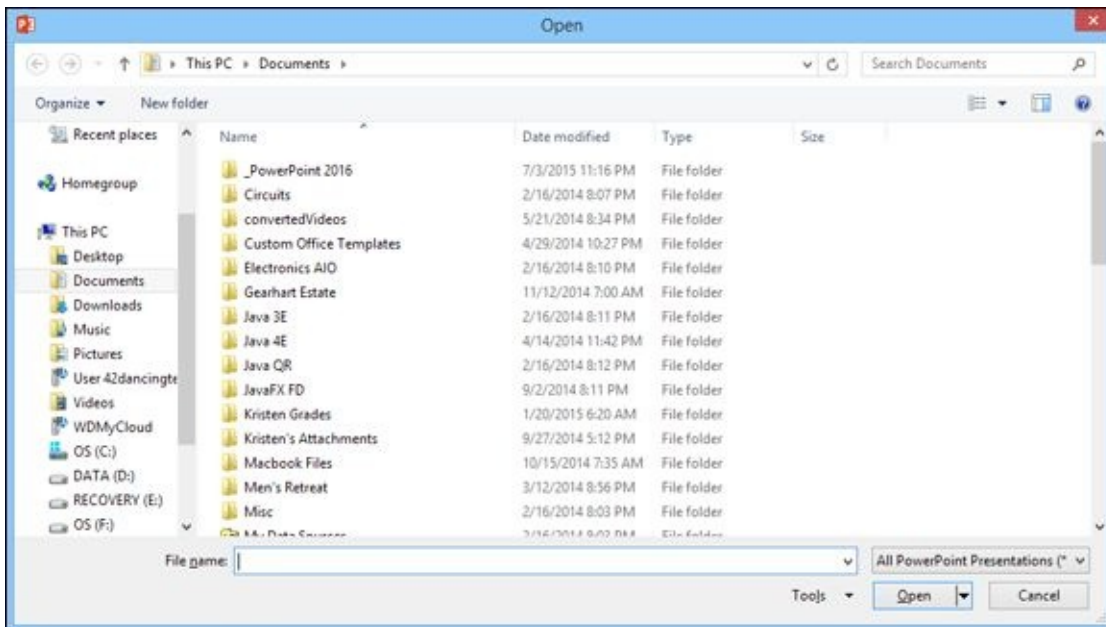 Open
This PC Documents
Search Documents
Organize New folder
Recent places
Homegroup
This PC
Desktop
Documents
Downloads
Music
Pictures
User 42dancingte
Videos
WDMyCloud
OS (C:)
DATA (D:)
RECOVERY (E:)
OS (F:)
Name Date modified Type Size
_PowerPoint 2016 7/3/2015 11:16 PM File folder
Circuits 2/16/2014 8:07 PM File folder
convertedVideos 5/21/2014 8:34 PM File folder
Custom Office Templates 4/29/2014 10:27 PM File folder
Electronics AIO 2/16/2014 8:10 PM File folder
Gearhart Estate 11/12/2014 7:00 AM File folder
Java 3E 2/16/2014 8:11 PM File folder
Java 4E 4/14/2014 11:42 PM File folder
Java QR 2/16/2014 8:12 PM File folder
JavaFX FD 9/2/2014 8:11 PM File folder
Kristen Grades 1/20/2015 6:20 AM File folder
Kristen's Attachments 9/27/2014 5:12 PM File folder
Macbook Files 10/15/2014 7:35 AM File folder
Men's Retreat 3/12/2014 8:56 PM File folder
Misc 2/16/2014 8:03 PM File folder
My Data Sources
File name: All PowerPoint Presentations (*
Tools Open Cancel